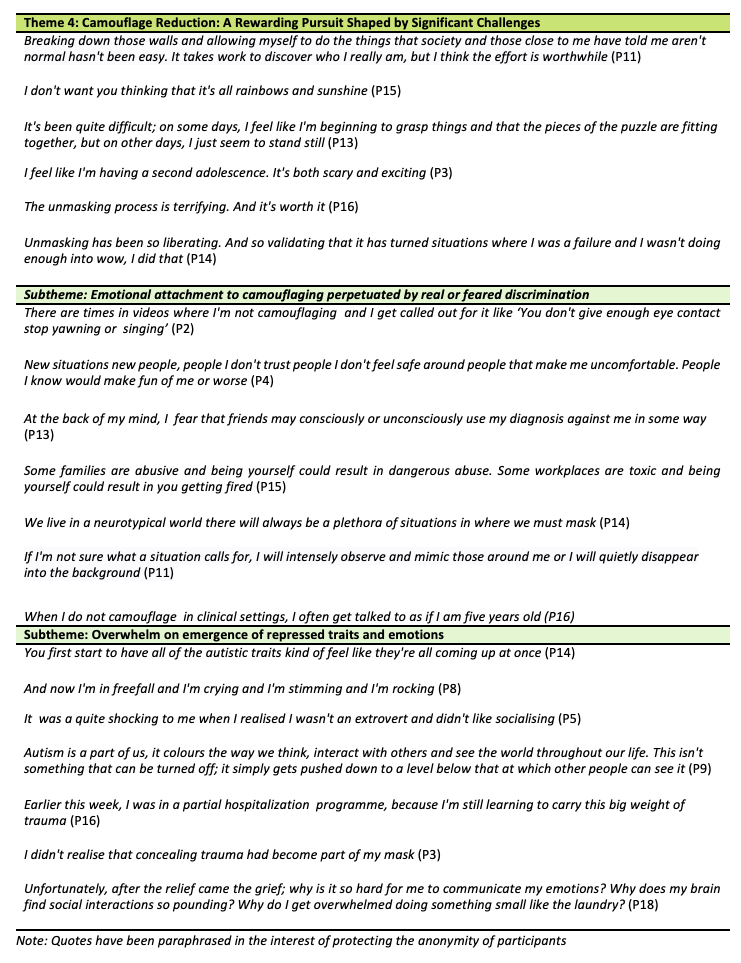 Theme 4: Camouflage Reduction: A Rewarding Pursuit Shaped by Significant Challenges
Breaking down those walls and allowing myself to do the things that society and those close to me have told me aren't
normal hasn't been easy. It takes work to discover who I really am, but I think the effort is worthwhile (P11)
I don't want you thinking that it's all rainbows and sunshine (P15)
It's been quite difficult; on some days, I feel like I'm beginning to grasp things and that the pieces of the puzzle are fitting
together, but on other days, I just seem to stand still (P13)
I feel like I'm having a second adolescence. It's both scary and exciting (P3)
The unmasking process is terrifying. And it's worth it (P16)
Unmasking has been so liberating. And so validating that it has turned situations where I was a failure and I wasn't doing
enough into wow, I did that (P14)
Subtheme: Emotional attachment to camouflaging perpetuated by real or feared discrimination
There are times in videos where I'm not camouflaging and I get called out for it like ‘You don't give enough eye contact
stop yawning or singing’ (P2)
New situations new people, people I don't trust people I don't feel safe around people that make me uncomfortable. People
I know would make fun of me or worse (P4)
At the back of my mind, I fear that friends may consciously or unconsciously use my diagnosis against me in some way
(P13)
Some families are abusive and being yourself could result in dangerous abuse. Some workplaces are toxic and being
yourself could result in you getting fired (P15)
We live in a neurotypical world there will always be a plethora of situations in where we must mask (P14)
If I'm not sure what a situation calls for, I will intensely observe and mimic those around me or I will quietly disappear
into the background (P11)
When I do not camouflage in clinical settings, I often get talked to as if I am five years old (P16)
Subtheme: Overwhelm on emergence of repressed traits and emotions
You first start to have all of the autistic traits kind of feel like they're all coming up at once (P14)
And now I'm in freefall and I'm crying and I'm stimming and I'm rocking (P8)
It was a quite shocking to me when I realised I wasn't an extrovert and didn't like socialising (P5)
Autism is a part of us, it colours the way we think, interact with others and see the world throughout our life. This isn't
something that can be turned off; it simply gets pushed down to a level below that at which other people can see it (P9)
Earlier this week, I was in a partial hospitalization programme, because I'm still learning to carry this big weight of
trauma (P16)
I didn't realise that concealing trauma had become part of my mask (P3)
Unfortunately, after the relief came the grief; why is it so hard for me to communicate my emotions? Why does my brain
find social interactions so pounding? Why do I get overwhelmed doing something small like the laundry? (P18)
Note: Quotes have been paraphrased in the interest of protecting the anonymity of participants